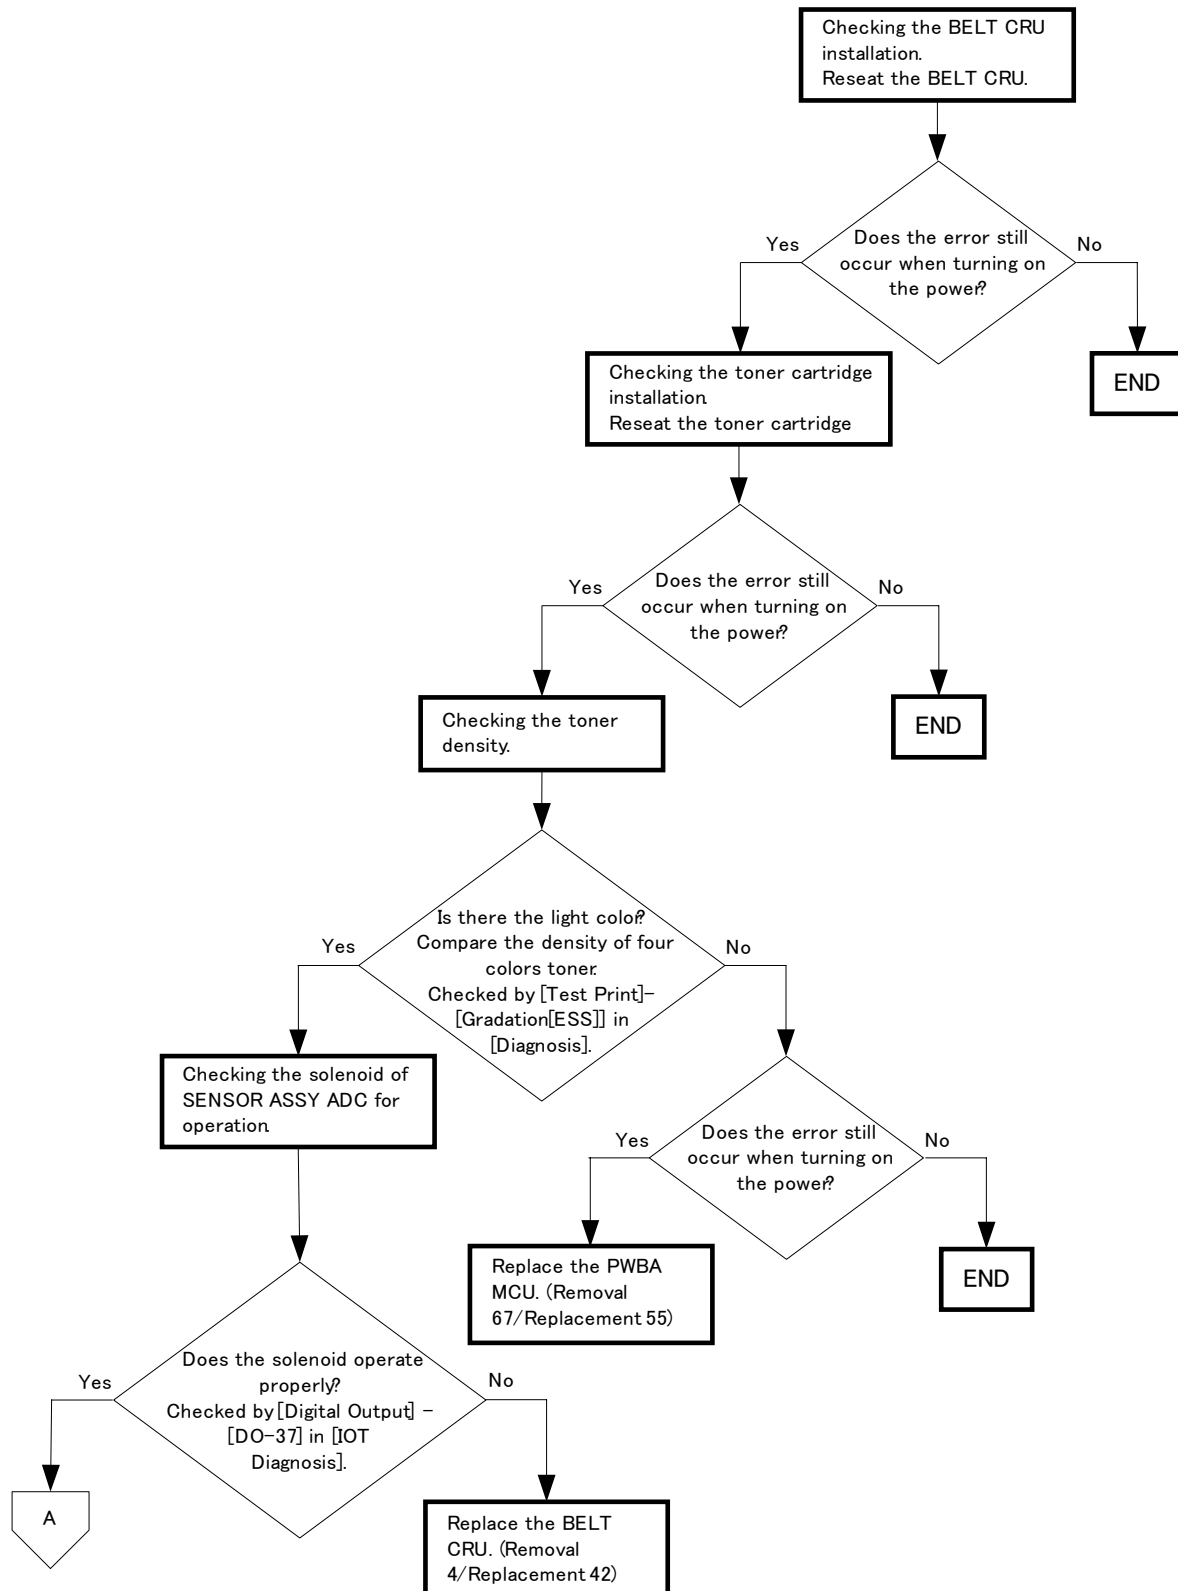 Checking the BELT CRU
installation.
Reseat the BELT CRU.
Yes
Does the error still
occur when turning on
the power?
No
END
Checking the toner cartridge
installation.
Reseat the toner cartridge
Yes
Does the error still
occur when turning on
the power?
No
END
Checking the toner
density.
Yes
Is there the light color?
Compare the density of four
colors toner.
Checked by [Test Print]-
[Gradation[ESS]] in
[Diagnosis].
No
Checking the solenoid of
SENSOR ASSY ADC for
operation.
Yes
Does the error still
occur when turning on
the power?
No
Replace the PWBA
MCU. (Removal
67/Replacement 55)
END
Yes
Does the solenoid operate
properly?
Checked by [Digital Output] -
[DO-37] in [IOT
Diagnosis].
No
A
Replace the BELT
CRU. (Removal
4/Replacement 42)